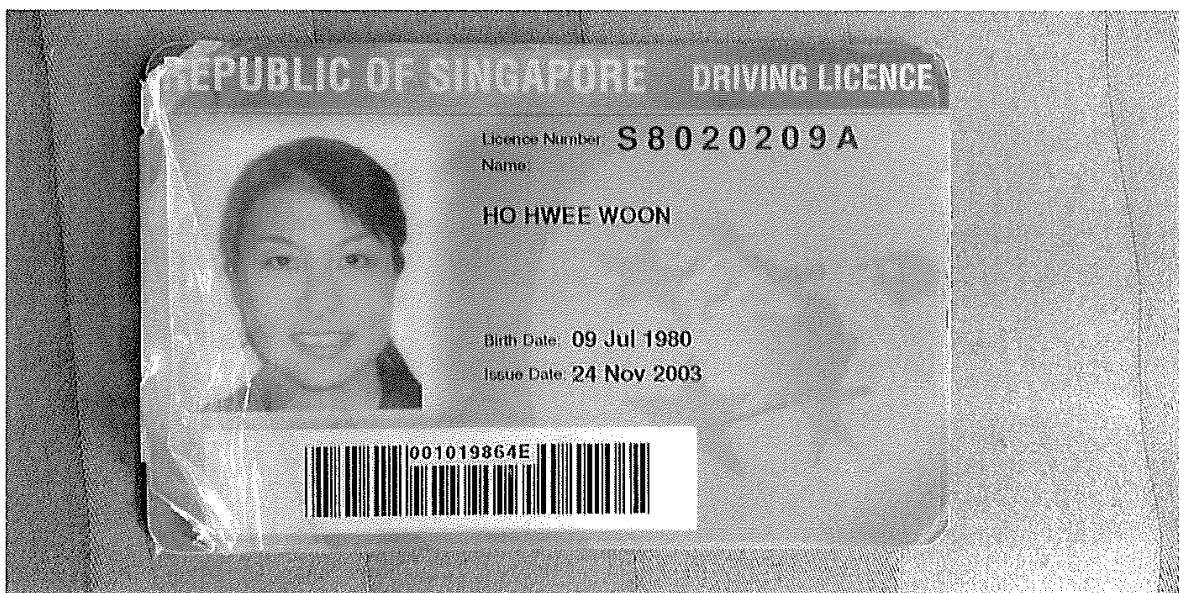 REPUBLIC OF SINGAPORE DRIVING LICENCE
Licence Number: S8020209A
Name:
HO HWEE WOON
Birth Date: 09 Jul 1980
Issue Date: 24 Nov 2003
001019864E